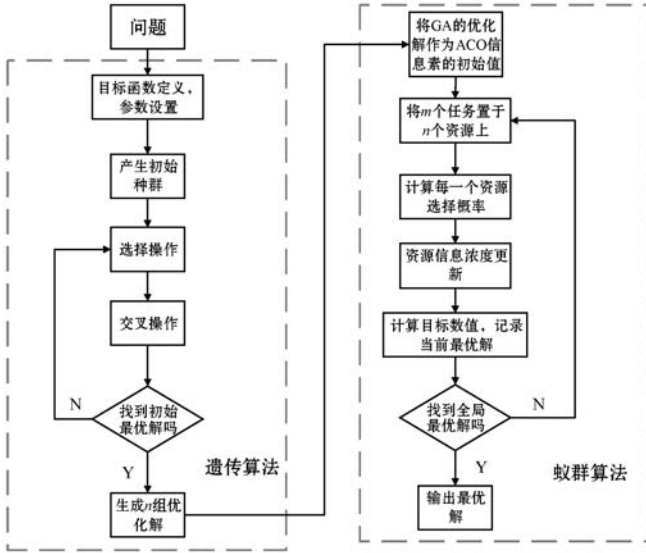 问题
目标函数定义，
参数设置
产生初始
种群
选择操作
交叉操作
找到初始
最优解吗
N
Y
生成n组优
化解
遗传算法
将GA的优化
解作为ACO信
息素的初始值
将m个任务置于
n个资源上
计算每一个资源
选择概率
资源信息浓度更
新
计算目标数值，记录
当前最优解
找到全局
最优解吗
N
Y
输出最优
解
蚁群算法